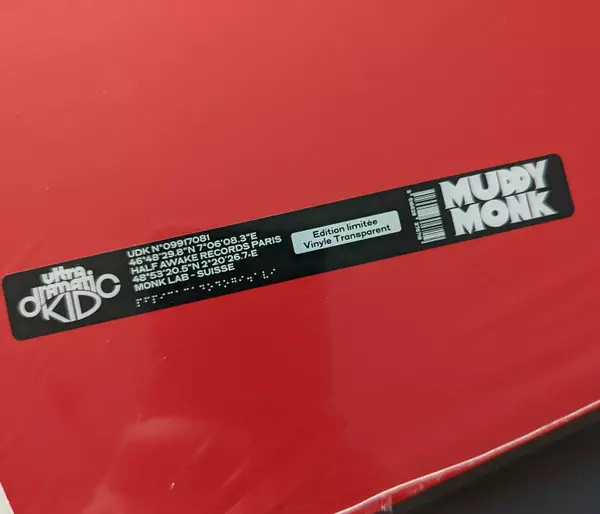 ultra
dramatic
KID
UDK N°09917081
46°48'29.8"N 7°06'08.3"E
HALF AWAKE RECORDS PARIS
48°53'20.5"N 2°20'26.7-E
MONK LAB - SUISSE
Edition limitée
Vinyle Transparent
MUDDY
MONK